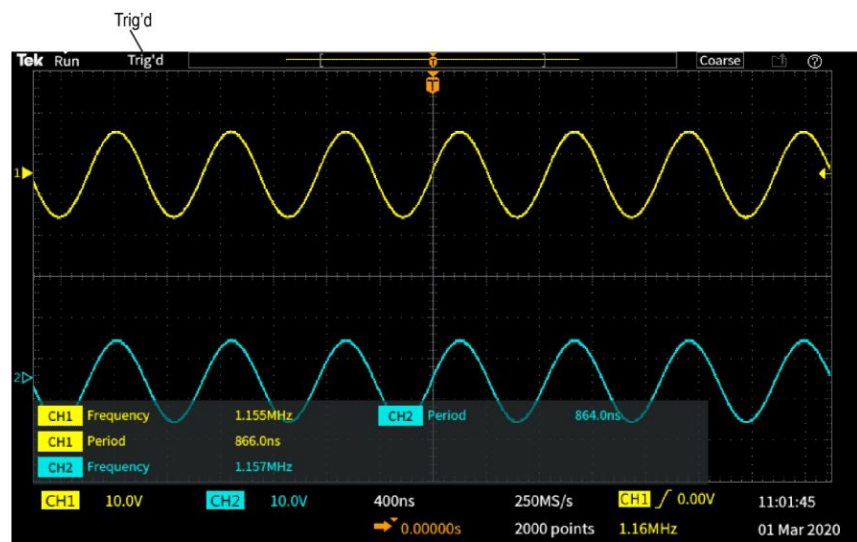 Trig'd
Tek Run Trig'd T Coarse ?
T
1
2
CH1 Frequency 1.155MHz CH2 Period 864.0ns
CH1 Period 866.0ns
CH2 Frequency 1.157MHz
CH1 10.0V CH2 10.0V 400ns 250MS/s CH1 0.00V 11:01:45
0.00000s 2000 points 1.16MHz 01 Mar 2020